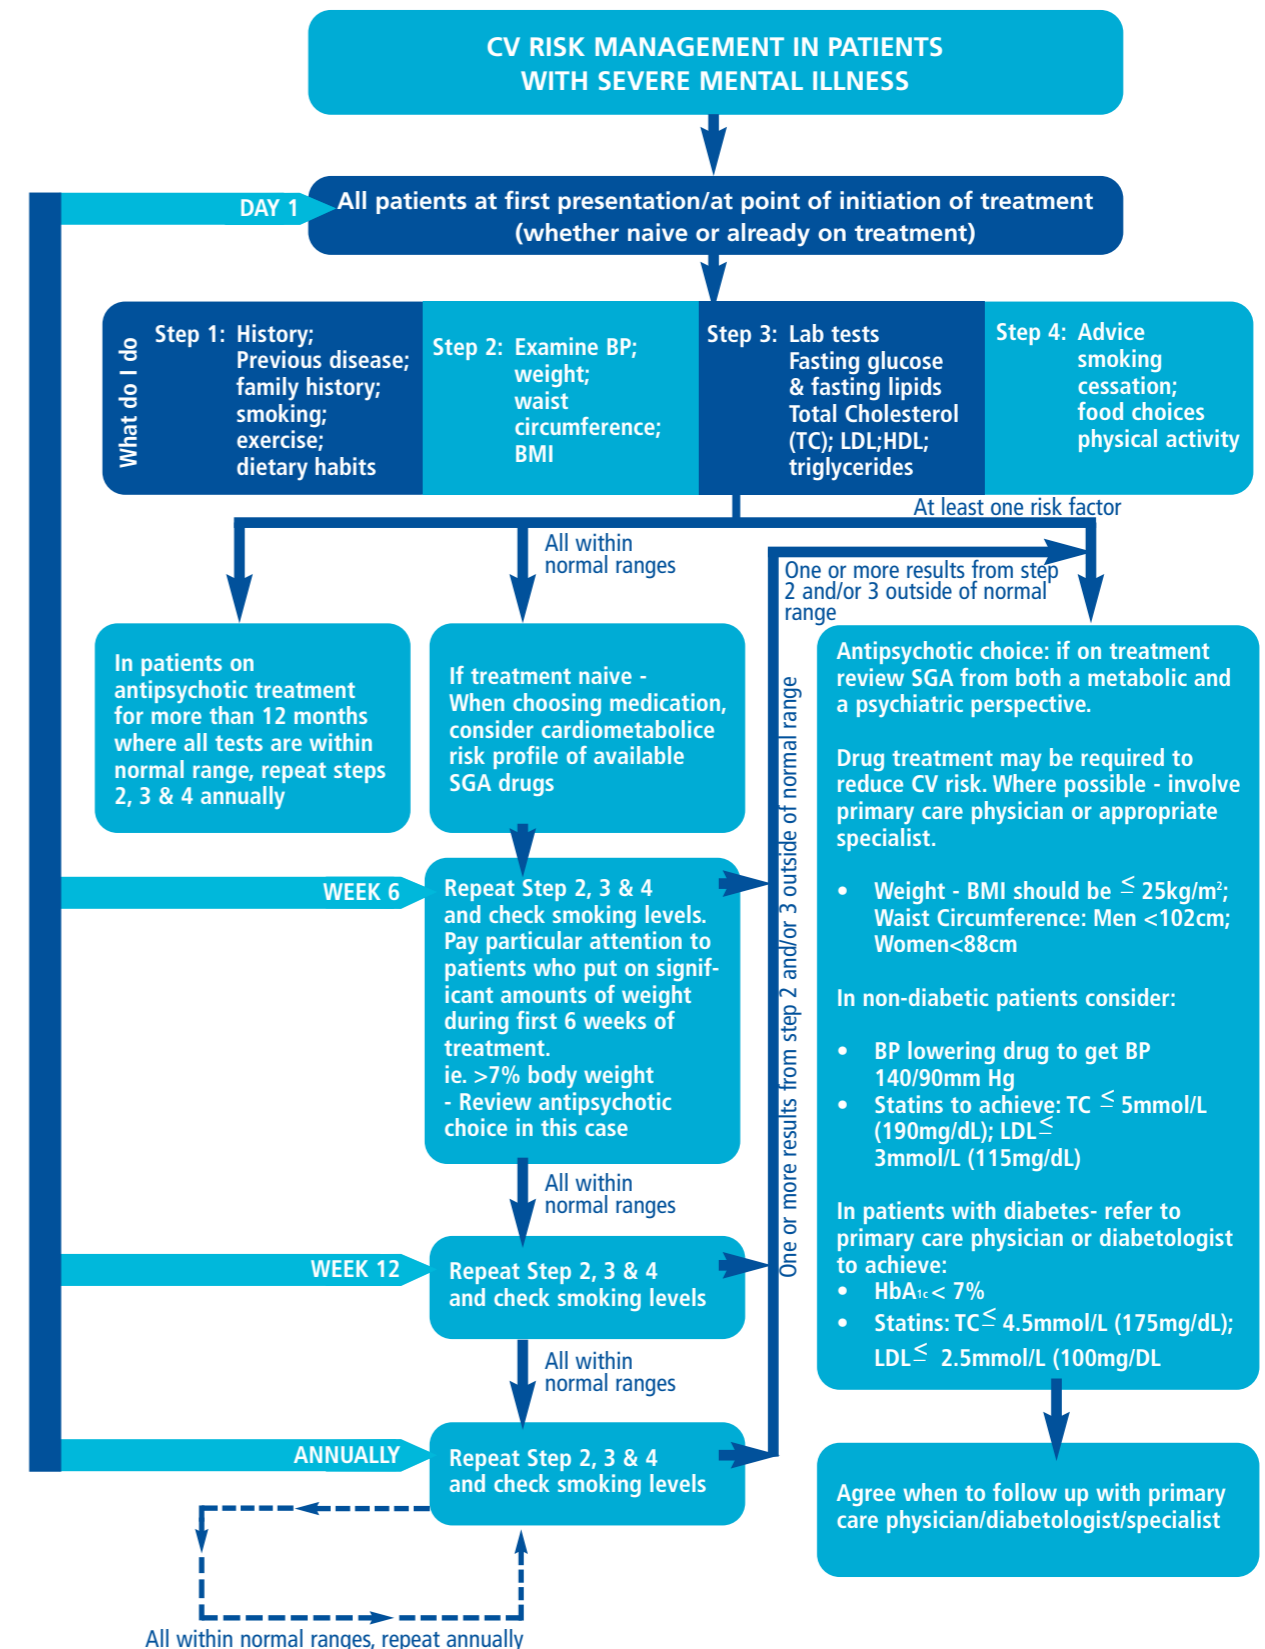 CV RISK MANAGEMENT IN PATIENTS
WITH SEVERE MENTAL ILLNESS
DAY 1
All patients at first presentation/at point of initiation of treatment
(whether naive or already on treatment)
What do I do
Step 1: History;
Previous disease;
family history;
smoking;
exercise;
dietary habits
Step 2: Examine BP;
weight;
waist
circumference;
BMI
Step 3: Lab tests
Fasting glucose
& fasting lipids
Total Cholesterol
(TC); LDL;HDL;
triglycerides
Step 4: Advice
smoking
cessation;
food choices
physical activity
At least one risk factor
All within
normal ranges
One or more results from step
2 and/or 3 outside of normal
range
In patients on
antipsychotic treatment
for more than 12 months
where all tests are within
normal range, repeat steps
2, 3 & 4 annually
If treatment naive -
When choosing medication,
consider cardiometabolice
risk profile of available
SGA drugs
WEEK 6
Repeat Step 2, 3 & 4
and check smoking levels.
Pay particular attention to
patients who put on signif-
icant amounts of weight
during first 6 weeks of
treatment.
ie. >7% body weight
- Review antipsychotic
choice in this case
All within
normal ranges
WEEK 12
Repeat Step 2, 3 & 4
and check smoking levels
All within
normal ranges
ANNUALLY
Repeat Step 2, 3 & 4
and check smoking levels
All within normal ranges, repeat annually
One or more results from step 2 and/or 3 outside of normal range
Antipsychotic choice: if on treatment
review SGA from both a metabolic and
a psychiatric perspective.
Drug treatment may be required to
reduce CV risk. Where possible - involve
primary care physician or appropriate
specialist.
• Weight - BMI should be ≤ 25kg/m²;
Waist Circumference: Men <102cm;
Women<88cm
In non-diabetic patients consider:
• BP lowering drug to get BP
140/90mm Hg
• Statins to achieve: TC ≤ 5mmol/L
(190mg/dL); LDL≤
3mmol/L (115mg/dL)
In patients with diabetes- refer to
primary care physician or diabetologist
to achieve:
• HbA₁c < 7%
• Statins: TC≤ 4.5mmol/L (175mg/dL);
LDL≤ 2.5mmol/L (100mg/DL
Agree when to follow up with primary
care physician/diabetologist/specialist